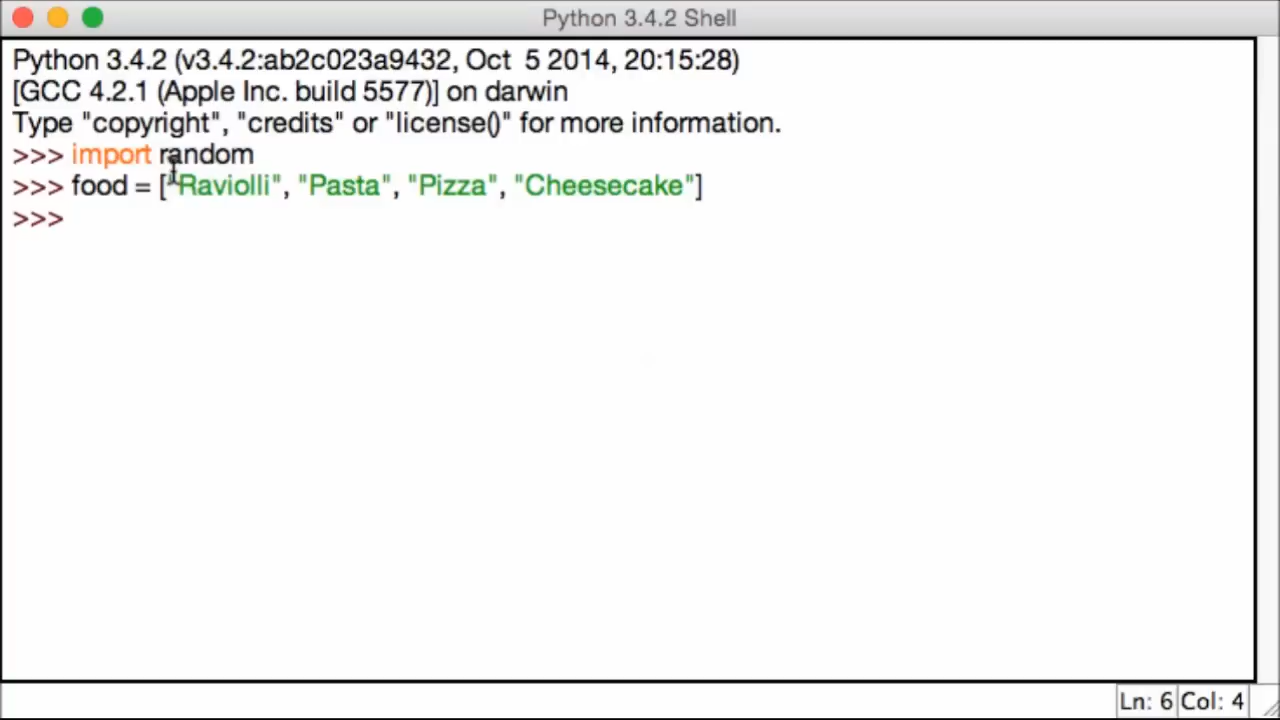 Python 3.4.2 Shell
Python 3.4.2 (v3.4.2:ab2c023a9432, Oct  5 2014, 20:15:28)
[GCC 4.2.1 (Apple Inc. build 5577)] on darwin
Type "copyright", "credits" or "license()" for more information.
>>> import random
>>> food = ["Raviolli", "Pasta", "Pizza", "Cheesecake"]
>>>
Ln: 6 Col: 4